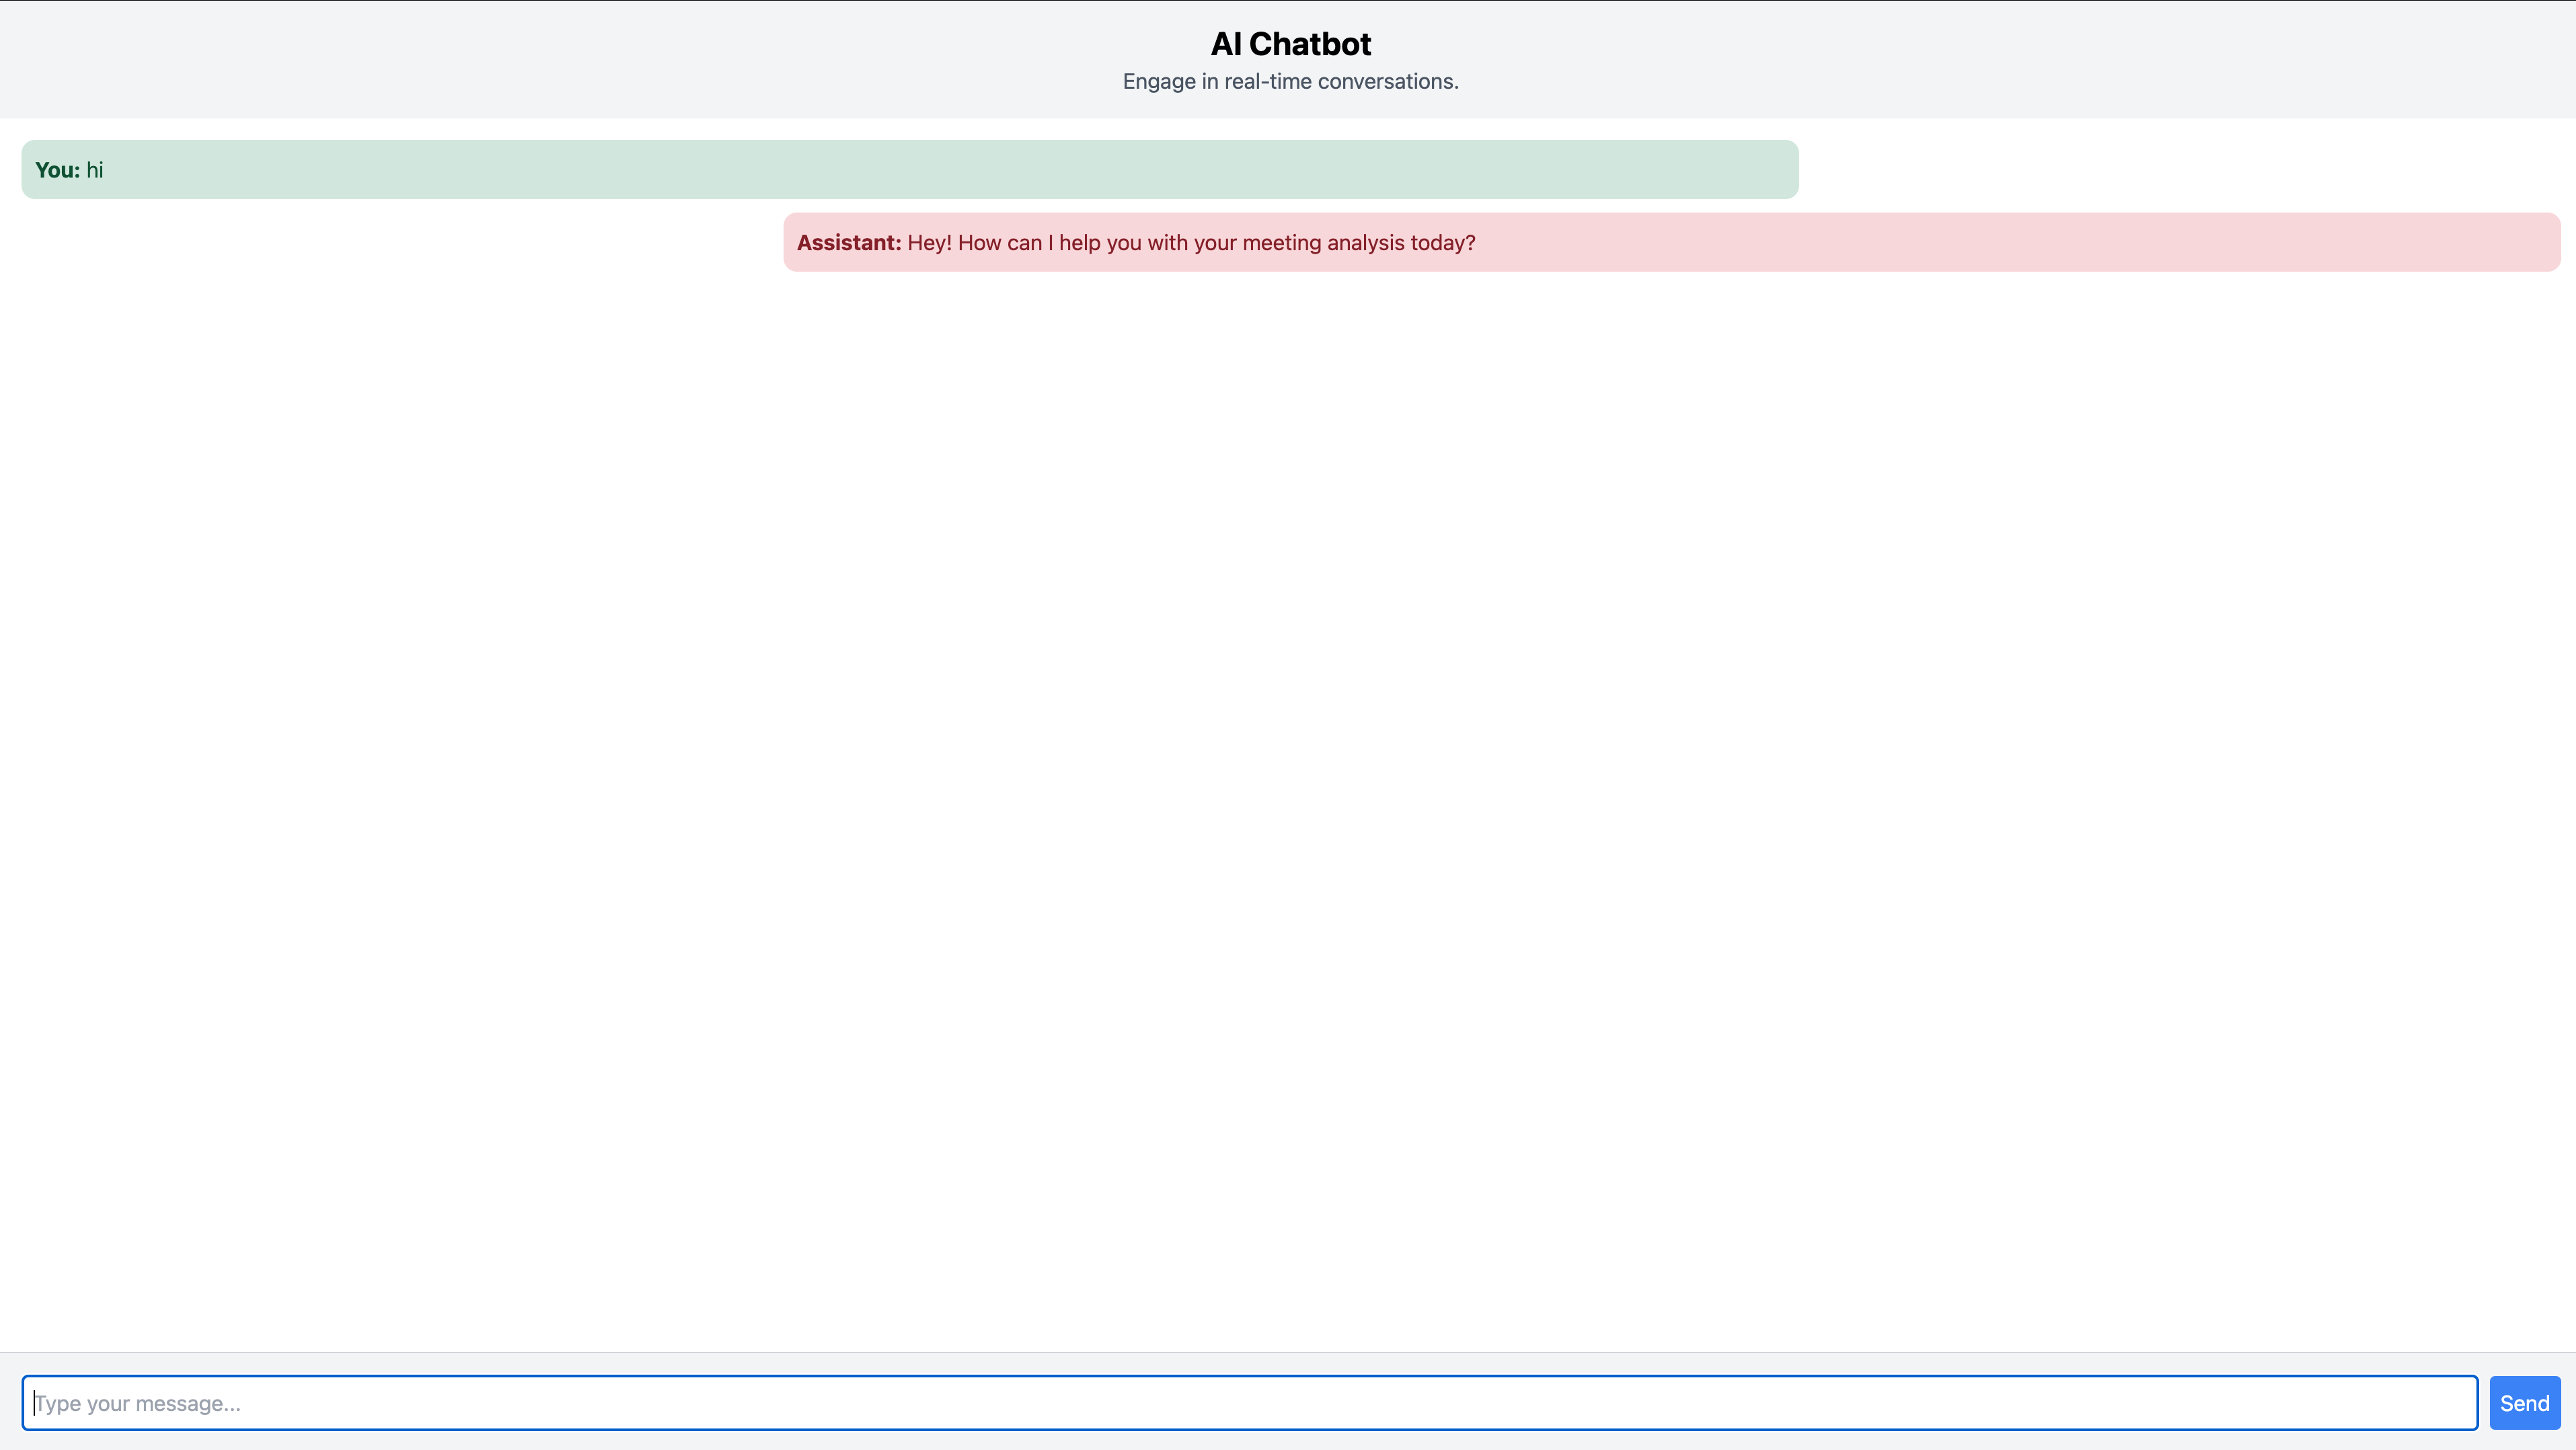 AI Chatbot
Engage in real-time conversations.
You: hi
Assistant: Hey! How can I help you with your meeting analysis today?
Type your message...
Send